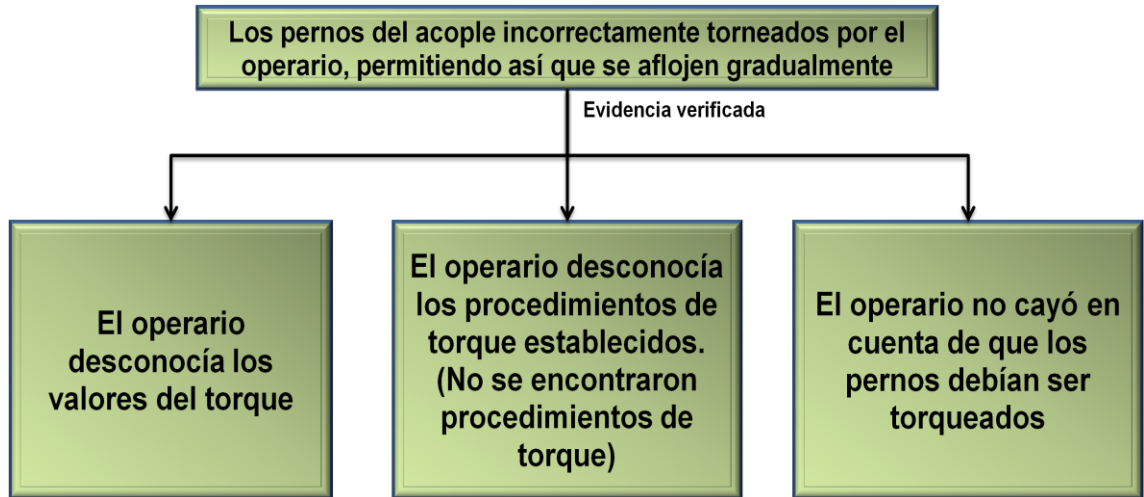 Los pernos del acople incorrectamente torneados por el
operario, permitiendo así que se aflojen gradualmente
Evidencia verificada
El operario
desconocía los
valores del torque
El operario desconocía
los procedimientos de
torque establecidos.
(No se encontraron
procedimientos de
torque)
El operario no cayó en
cuenta de que los
pernos debían ser
torqueados